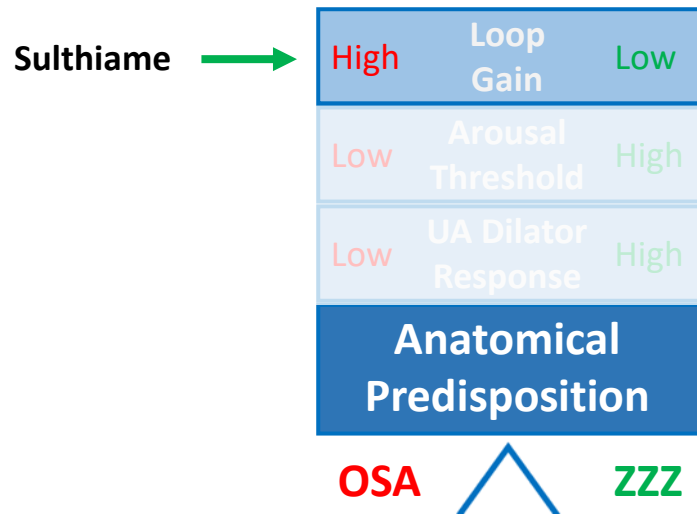 Sulthiame
High Loop Gain Low
Low Arousal Threshold High
Low UA Dilator Response High
Anatomical
Predisposition
OSA ZZZ